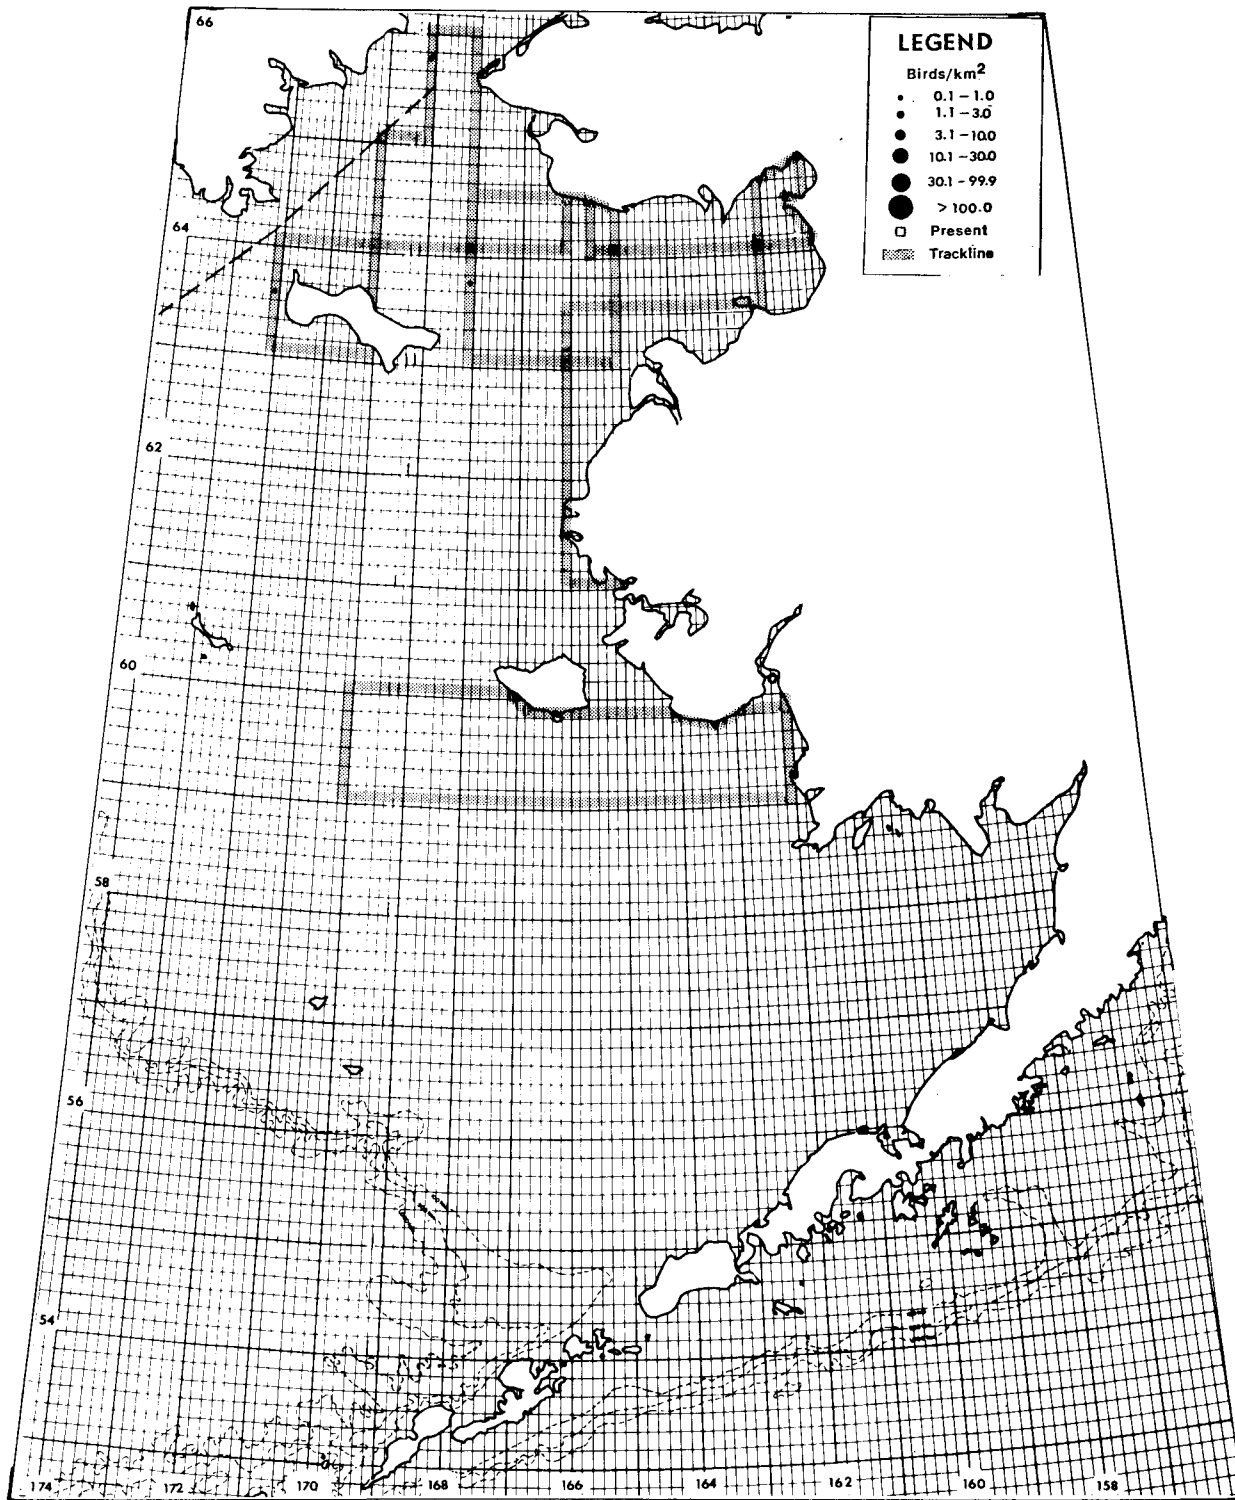 66
LEGEND
Birds/km2
0.1 – 1.0
1.1 – 3.0
3.1 – 10.0
10.1 – 30.0
30.1 – 99.9
> 100.0
Present
Trackline
64
62
60
58
56
54
174 172 170 168 166 164 162 160 158